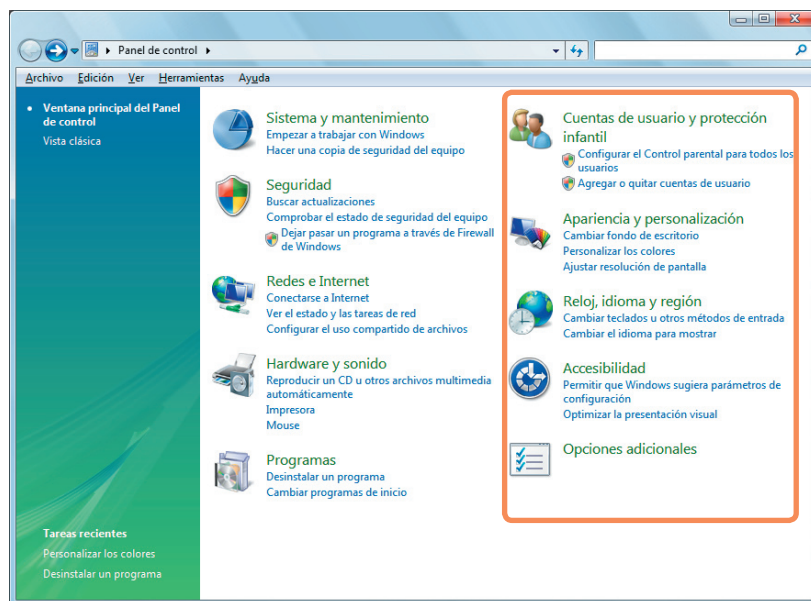 Panel de control
Archivo Edición Ver Herramientas Ayuda
Ventana principal del Panel
de control
Vista clásica
Sistema y mantenimiento
Empezar a trabajar con Windows
Hacer una copia de seguridad del equipo
Seguridad
Buscar actualizaciones
Comprobar el estado de seguridad del equipo
Dejar pasar un programa a través de Firewall
de Windows
Redes e Internet
Conectarse a Internet
Ver el estado y las tareas de red
Configurar el uso compartido de archivos
Hardware y sonido
Reproducir un CD u otros archivos multimedia
automáticamente
Impresora
Mouse
Programas
Desinstalar un programa
Cambiar programas de inicio
Cuentas de usuario y protección
infantil
Configurar el Control parental para todos los
usuarios
Agregar o quitar cuentas de usuario
Apariencia y personalización
Cambiar fondo de escritorio
Personalizar los colores
Ajustar resolución de pantalla
Reloj, idioma y región
Cambiar teclados u otros métodos de entrada
Cambiar el idioma para mostrar
Accesibilidad
Permitir que Windows sugiera parámetros de
configuración
Optimizar la presentación visual
Opciones adicionales
Tareas recientes
Personalizar los colores
Desinstalar un programa